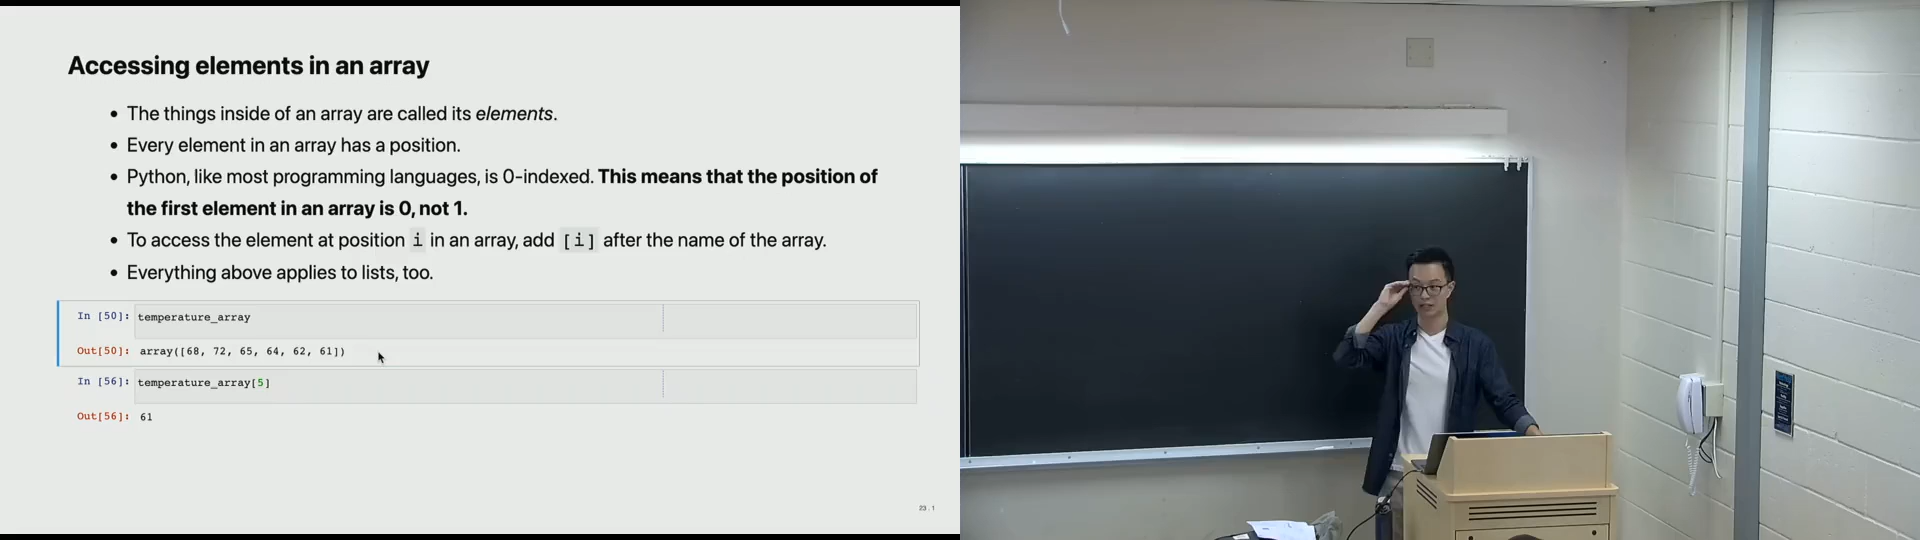 Accessing elements in an array
• The things inside of an array are called its elements.
• Every element in an array has a position.
• Python, like most programming languages, is 0-indexed. This means that the position of
the first element in an array is 0, not 1.
• To access the element at position i in an array, add [i] after the name of the array.
• Everything above applies to lists, too.
In [50]: temperature_array
Out[50]: array([68, 72, 65, 64, 62, 61])
In [56]: temperature_array[5]
Out[56]: 61
23.1